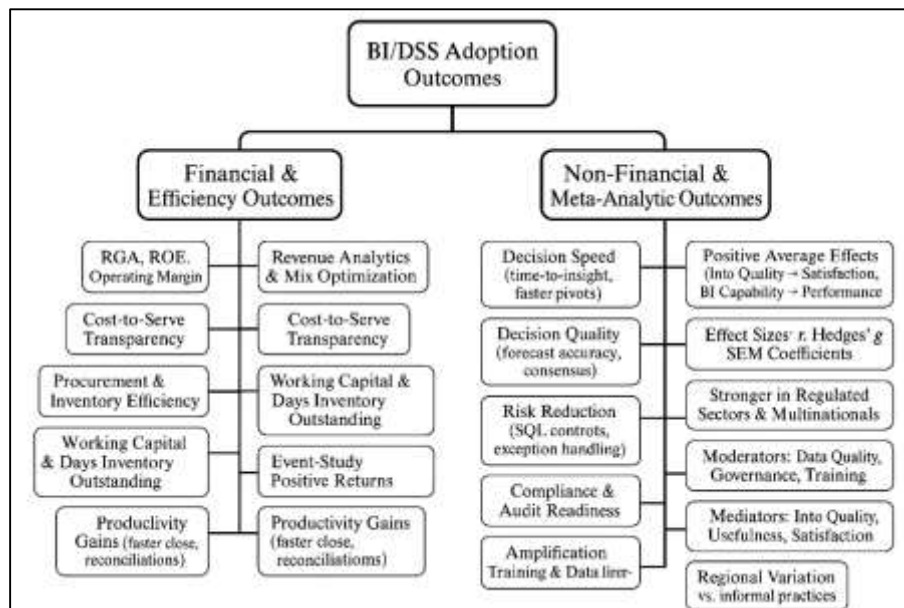 BI/DSS Adoption
Outcomes
Financial &
Efficiency Outcomes
RGA, ROE.
Operating Margin
Revenue Analytics
& Mix Optimization
Cost-to-Serve
Transparency
Cost-to-Serve
Transparency
Procurement &
Inventory Efficiency
Working Capital &
Days Inventory
Outstanding
Working Capital
& Days Inventory
Outstanding
Event-Study
Positive Returns
Productivity
Gains (faster close,
reconciliations)
Productivity Gains
(faster close,
reconciliatioms)
Non-Financial &
Meta-Analytic Outcomes
Decision Speed
(time-to-insight,
faster pivots)
Positive Average Effects
(Into Quality → Satisfaction,
BI Capability → Performance
Decision Quality
(forecast accuracy,
consensus)
Effect Sizes· r. Hedges' g
SEM Coefficients
Risk Reduction
(SQL controts,
exception handling)
Stronger in Regulated
Sectors & Multinationals
Moderators: Data Quality,
Governance, Training
Compliance &
Audit Readiness
Mediators: Into Quality,
Usefulness, Satisfaction
Amplification
Training & Data
Regional Variation
vs. informal practices